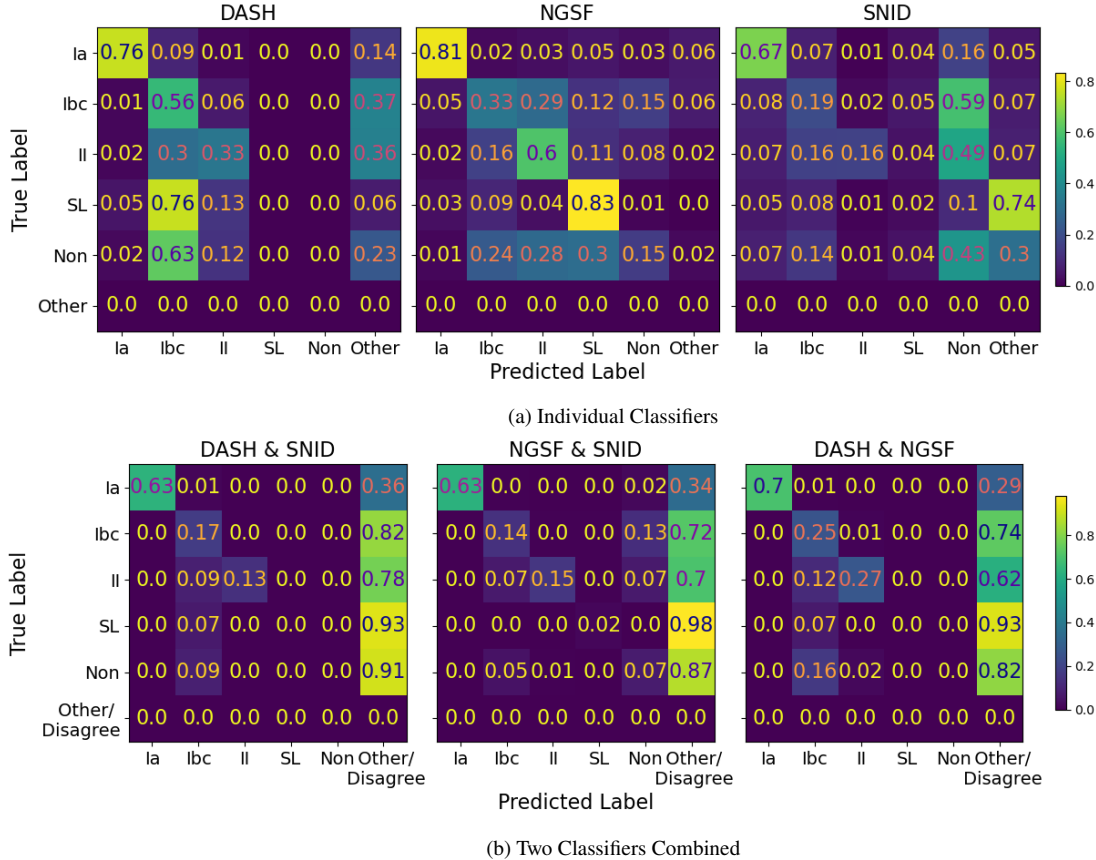 DASH NGSF SNID
Ia 0.76 0.09 0.01 0.0 0.0 0.14 0.81 0.02 0.03 0.05 0.03 0.06 0.67 0.07 0.01 0.04 0.16 0.05
Ibc 0.01 0.56 0.06 0.0 0.0 0.37 0.05 0.33 0.29 0.12 0.15 0.06 0.08 0.19 0.02 0.05 0.59 0.07
II 0.02 0.3 0.33 0.0 0.0 0.36 0.02 0.16 0.6 0.11 0.08 0.02 0.07 0.16 0.16 0.04 0.49 0.07
SL 0.05 0.76 0.13 0.0 0.0 0.06 0.03 0.09 0.04 0.83 0.01 0.0 0.05 0.08 0.01 0.02 0.1 0.74
Non 0.02 0.63 0.12 0.0 0.0 0.23 0.01 0.24 0.28 0.3 0.15 0.02 0.07 0.14 0.01 0.04 0.43 0.3
Other 0.0 0.0 0.0 0.0 0.0 0.0 0.0 0.0 0.0 0.0 0.0 0.0 0.0 0.0 0.0 0.0 0.0 0.0
True Label
Ia Ibc II SL Non Other Ia Ibc II SL Non Other Ia Ibc II SL Non Other
Predicted Label
0.8
0.6
0.4
0.2
0.0
(a) Individual Classifiers
DASH & SNID NGSF & SNID DASH & NGSF
Ia 0.63 0.01 0.0 0.0 0.0 0.36 0.63 0.0 0.0 0.0 0.02 0.34 0.7 0.01 0.0 0.0 0.0 0.29
Ibc 0.0 0.17 0.0 0.0 0.0 0.82 0.0 0.14 0.0 0.0 0.13 0.72 0.0 0.25 0.01 0.0 0.0 0.74
II 0.0 0.09 0.13 0.0 0.0 0.78 0.0 0.07 0.15 0.0 0.07 0.7 0.0 0.12 0.27 0.0 0.0 0.62
SL 0.0 0.07 0.0 0.0 0.0 0.93 0.0 0.0 0.0 0.02 0.0 0.98 0.0 0.07 0.0 0.0 0.0 0.93
Non 0.0 0.09 0.0 0.0 0.0 0.91 0.0 0.05 0.01 0.0 0.07 0.87 0.0 0.16 0.02 0.0 0.0 0.82
Other/
Disagree 0.0 0.0 0.0 0.0 0.0 0.0 0.0 0.0 0.0 0.0 0.0 0.0 0.0 0.0 0.0 0.0 0.0 0.0
True Label
Ia Ibc II SL Non Other/ Ia Ibc II SL Non Other/ Ia Ibc II SL Non Other/
Disagree Disagree Disagree
Predicted Label
0.8
0.6
0.4
0.2
0.0
(b) Two Classifiers Combined